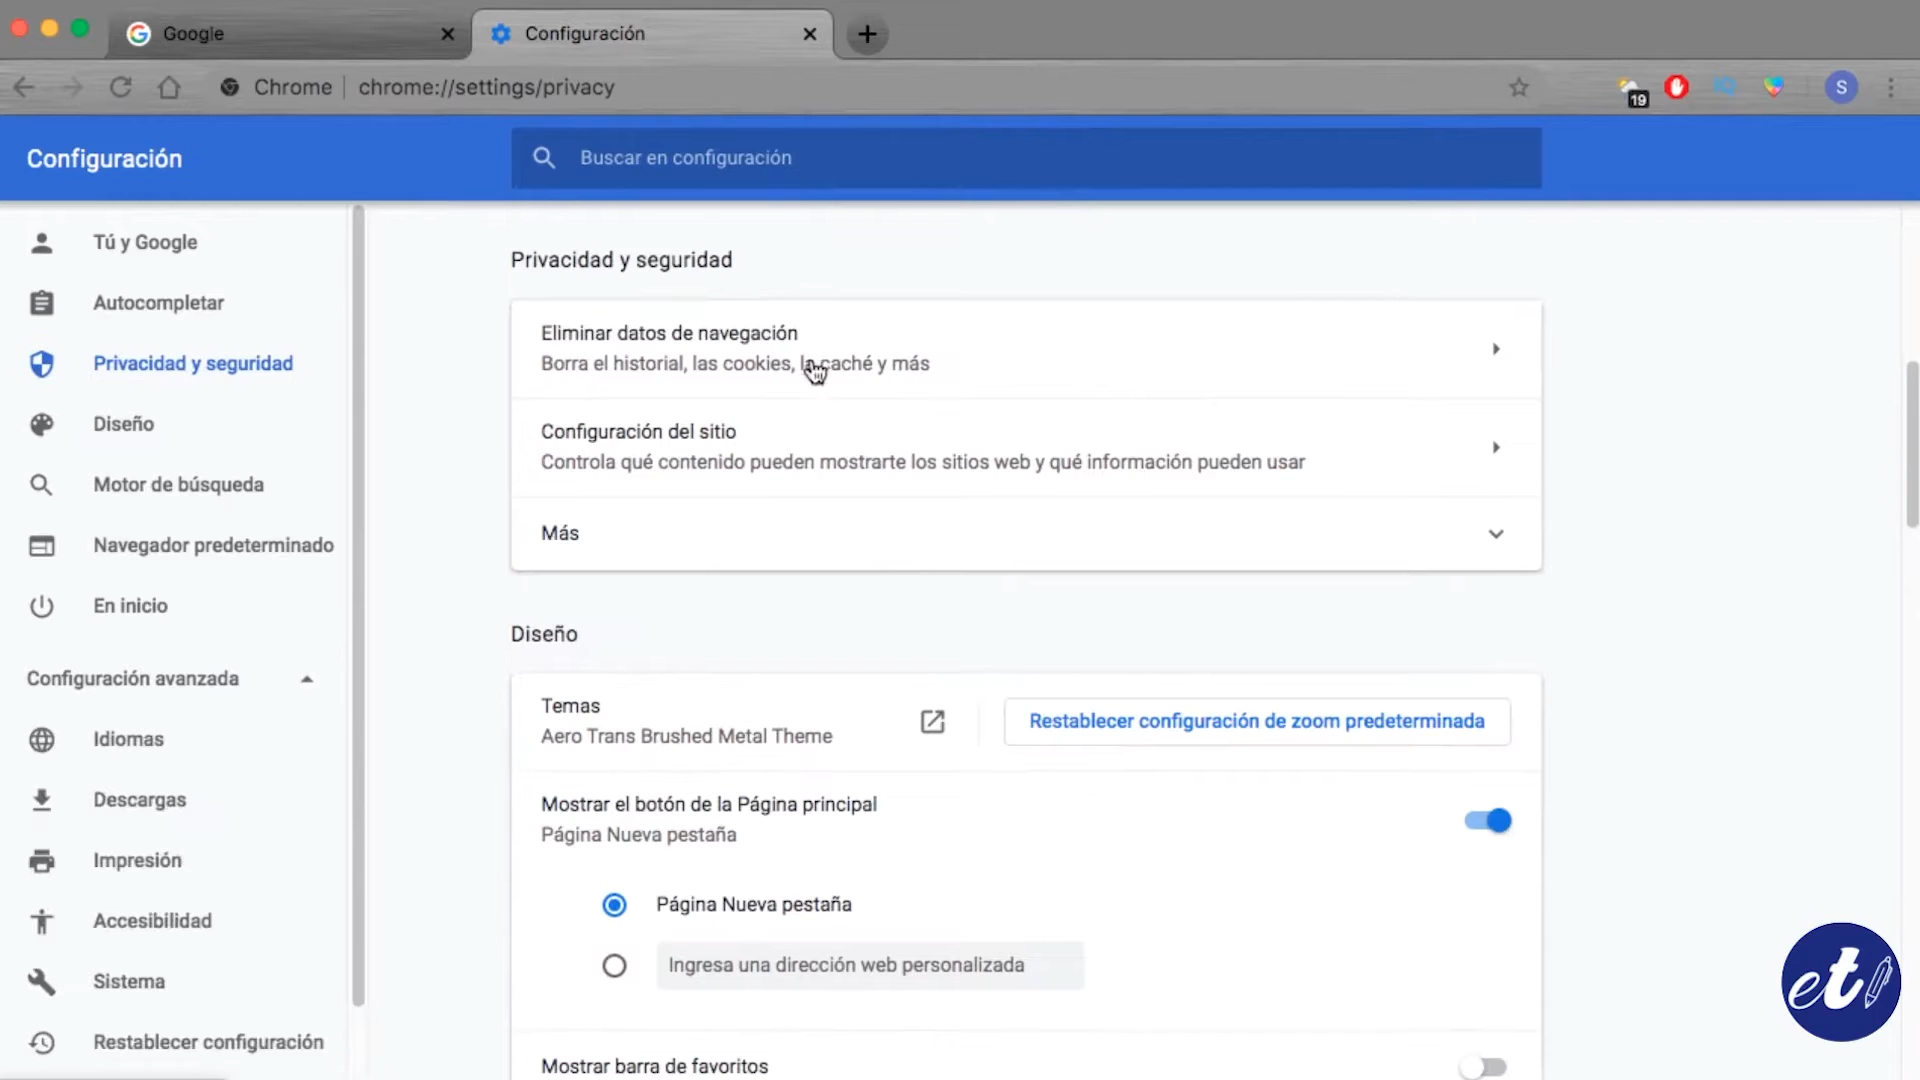 Google
Configuración
Chrome
chrome://settings/privacy
19
S
Configuración
Buscar en configuración
Tú y Google
Autocompletar
Privacidad y seguridad
Diseño
Motor de búsqueda
Navegador predeterminado
En inicio
Configuración avanzada
Idiomas
Descargas
Impresión
Accesibilidad
Sistema
Restablecer configuración
Privacidad y seguridad
Eliminar datos de navegación
Borra el historial, las cookies, la caché y más
Configuración del sitio
Controla qué contenido pueden mostrarte los sitios web y qué información pueden usar
Más
Diseño
Temas
Aero Trans Brushed Metal Theme
Restablecer configuración de zoom predeterminada
Mostrar el botón de la Página principal
Página Nueva pestaña
Página Nueva pestaña
Ingresa una dirección web personalizada
Mostrar barra de favoritos
et